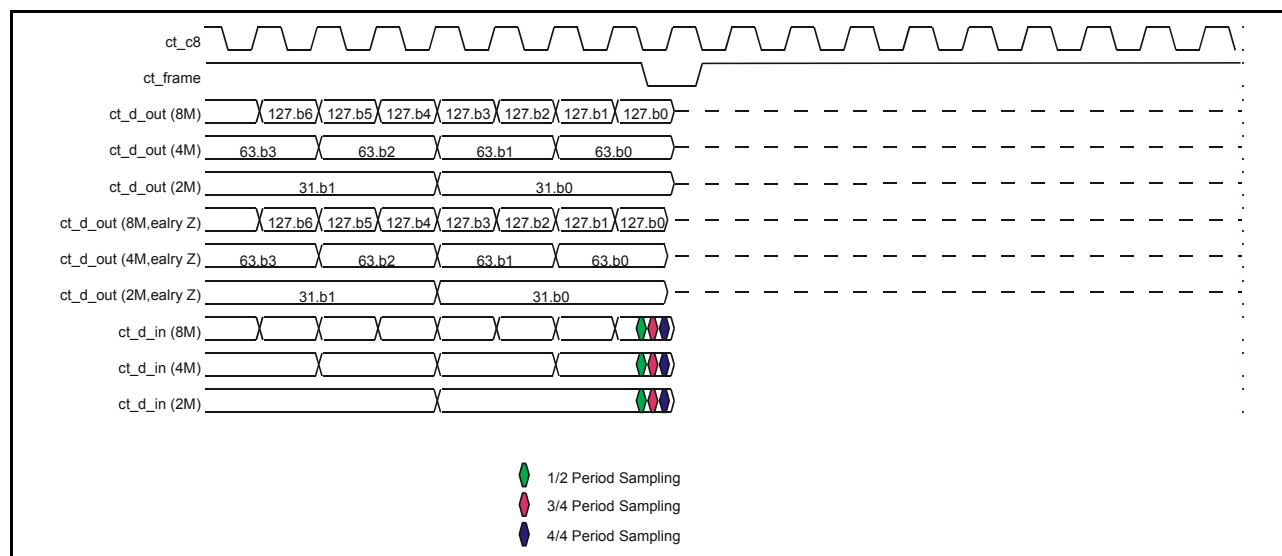 ct_c8
ct_frame
ct_d_out (8M) 127.b6 127.b5 127.b4 127.b3 127.b2 127.b1 127.b0
ct_d_out (4M) 63.b3 63.b2 63.b1 63.b0
ct_d_out (2M) 31.b1 31.b0
ct_d_out (8M,ealry Z) 127.b6 127.b5 127.b4 127.b3 127.b2 127.b1 127.b0
ct_d_out (4M,ealry Z) 63.b3 63.b2 63.b1 63.b0
ct_d_out (2M,ealry Z) 31.b1 31.b0
ct_d_in (8M)
ct_d_in (4M)
ct_d_in (2M)
1/2 Period Sampling
3/4 Period Sampling
4/4 Period Sampling